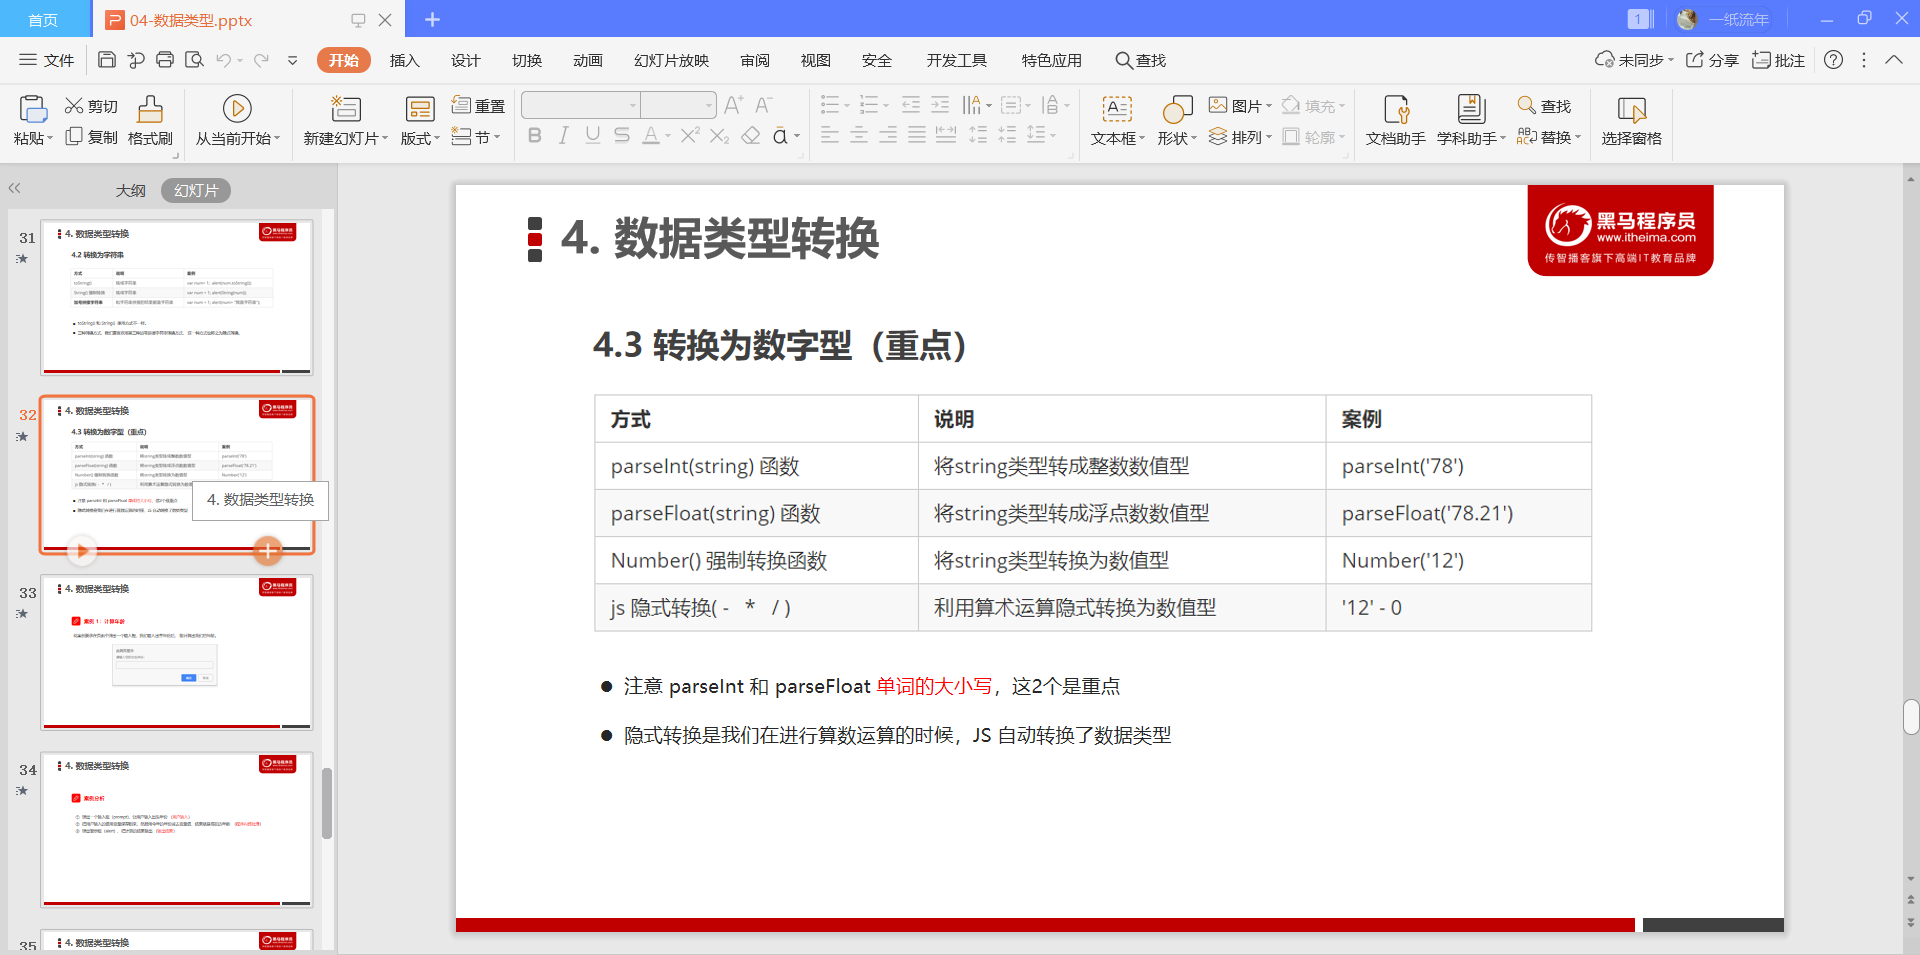 首页
04-数据类型.pptx
1
一纸流年
文件
开始
插入
设计
切换
动画
幻灯片放映
审阅
视图
安全
开发工具
特色应用
查找
未同步
分享
批注
粘贴
剪切
复制
格式刷
从当前开始
新建幻灯片
版式
重置
节
文本框
形状
图片
排列
填充
轮廓
文档助手
学科助手
查找
替换
选择窗格
大纲
幻灯片
31
4. 数据类型转换
4.2 转换为字符串
32
4. 数据类型转换
4.3 转换为数字型（重点）
4. 数据类型转换
33
4. 数据类型转换
案例 1：计算年龄
34
4. 数据类型转换
案例分析
35
4. 数据类型转换
4. 数据类型转换
黑马程序员
www.itheima.com
传智播客旗下高端IT教育品牌
4.3 转换为数字型（重点）
方式 说明 案例
parseInt(string) 函数 将string类型转成整数数值型 parseInt('78')
parseFloat(string) 函数 将string类型转成浮点数数值型 parseFloat('78.21')
Number() 强制转换函数 将string类型转换为数值型 Number('12')
js 隐式转换( - * / ) 利用算术运算隐式转换为数值型 '12' - 0
● 注意 parseInt 和 parseFloat 单词的大小写，这2个是重点
● 隐式转换是我们在进行算数运算的时候，JS 自动转换了数据类型